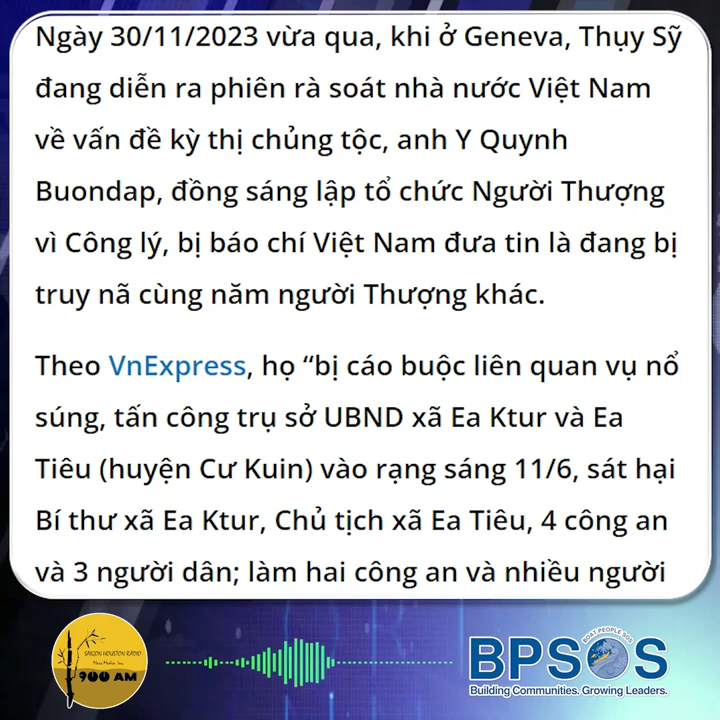 Ngày 30/11/2023 vừa qua, khi ở Geneva, Thụy Sỹ
đang diễn ra phiên rà soát nhà nước Việt Nam
về vấn đề kỳ thị chủng tộc, anh Y Quynh
Buondap, đồng sáng lập tổ chức Người Thượng
vì Công lý, bị báo chí Việt Nam đưa tin là đang bị
truy nã cùng năm người Thượng khác.
Theo VnExpress, họ “bị cáo buộc liên quan vụ nổ
súng, tấn công trụ sở UBND xã Ea Ktur và Ea
Tiêu (huyện Cư Kuin) vào rạng sáng 11/6, sát hại
Bí thư xã Ea Ktur, Chủ tịch xã Ea Tiêu, 4 công an
và 3 người dân; làm hai công an và nhiều người
SAIGON HOUSTON RADIO
900 AM
BOAT PEOPLE SOS
BPSOS
Building Communities. Growing Leaders.